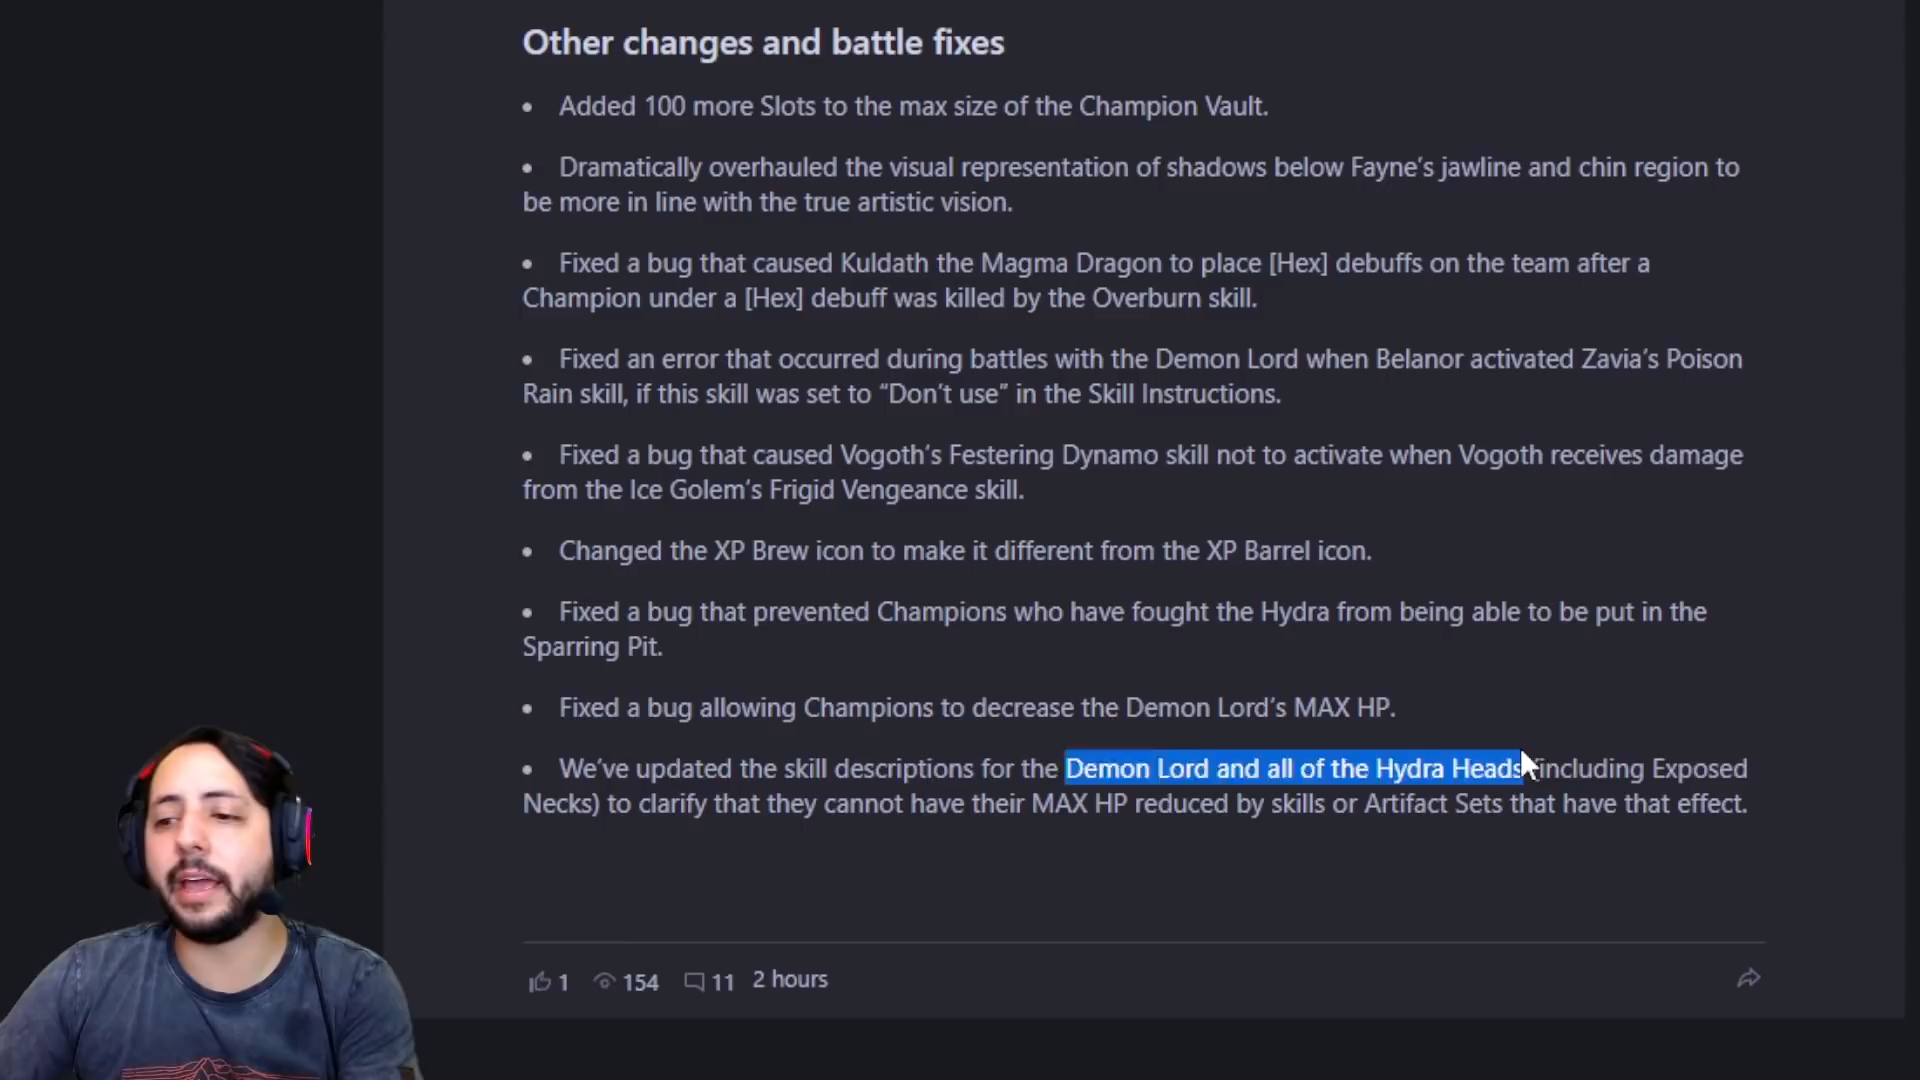 Other changes and battle fixes
• Added 100 more Slots to the max size of the Champion Vault.
• Dramatically overhauled the visual representation of shadows below Fayne’s jawline and chin region to
be more in line with the true artistic vision.
• Fixed a bug that caused Kuldath the Magma Dragon to place [Hex] debuffs on the team after a
Champion under a [Hex] debuff was killed by the Overburn skill.
• Fixed an error that occurred during battles with the Demon Lord when Belanor activated Zavia’s Poison
Rain skill, if this skill was set to “Don’t use” in the Skill Instructions.
• Fixed a bug that caused Vogoth’s Festering Dynamo skill not to activate when Vogoth receives damage
from the Ice Golem’s Frigid Vengeance skill.
• Changed the XP Brew icon to make it different from the XP Barrel icon.
• Fixed a bug that prevented Champions who have fought the Hydra from being able to be put in the
Sparring Pit.
• Fixed a bug allowing Champions to decrease the Demon Lord’s MAX HP.
• We’ve updated the skill descriptions for the Demon Lord and all of the Hydra Heads (including Exposed
Necks) to clarify that they cannot have their MAX HP reduced by skills or Artifact Sets that have that effect.
1 154 11 2 hours